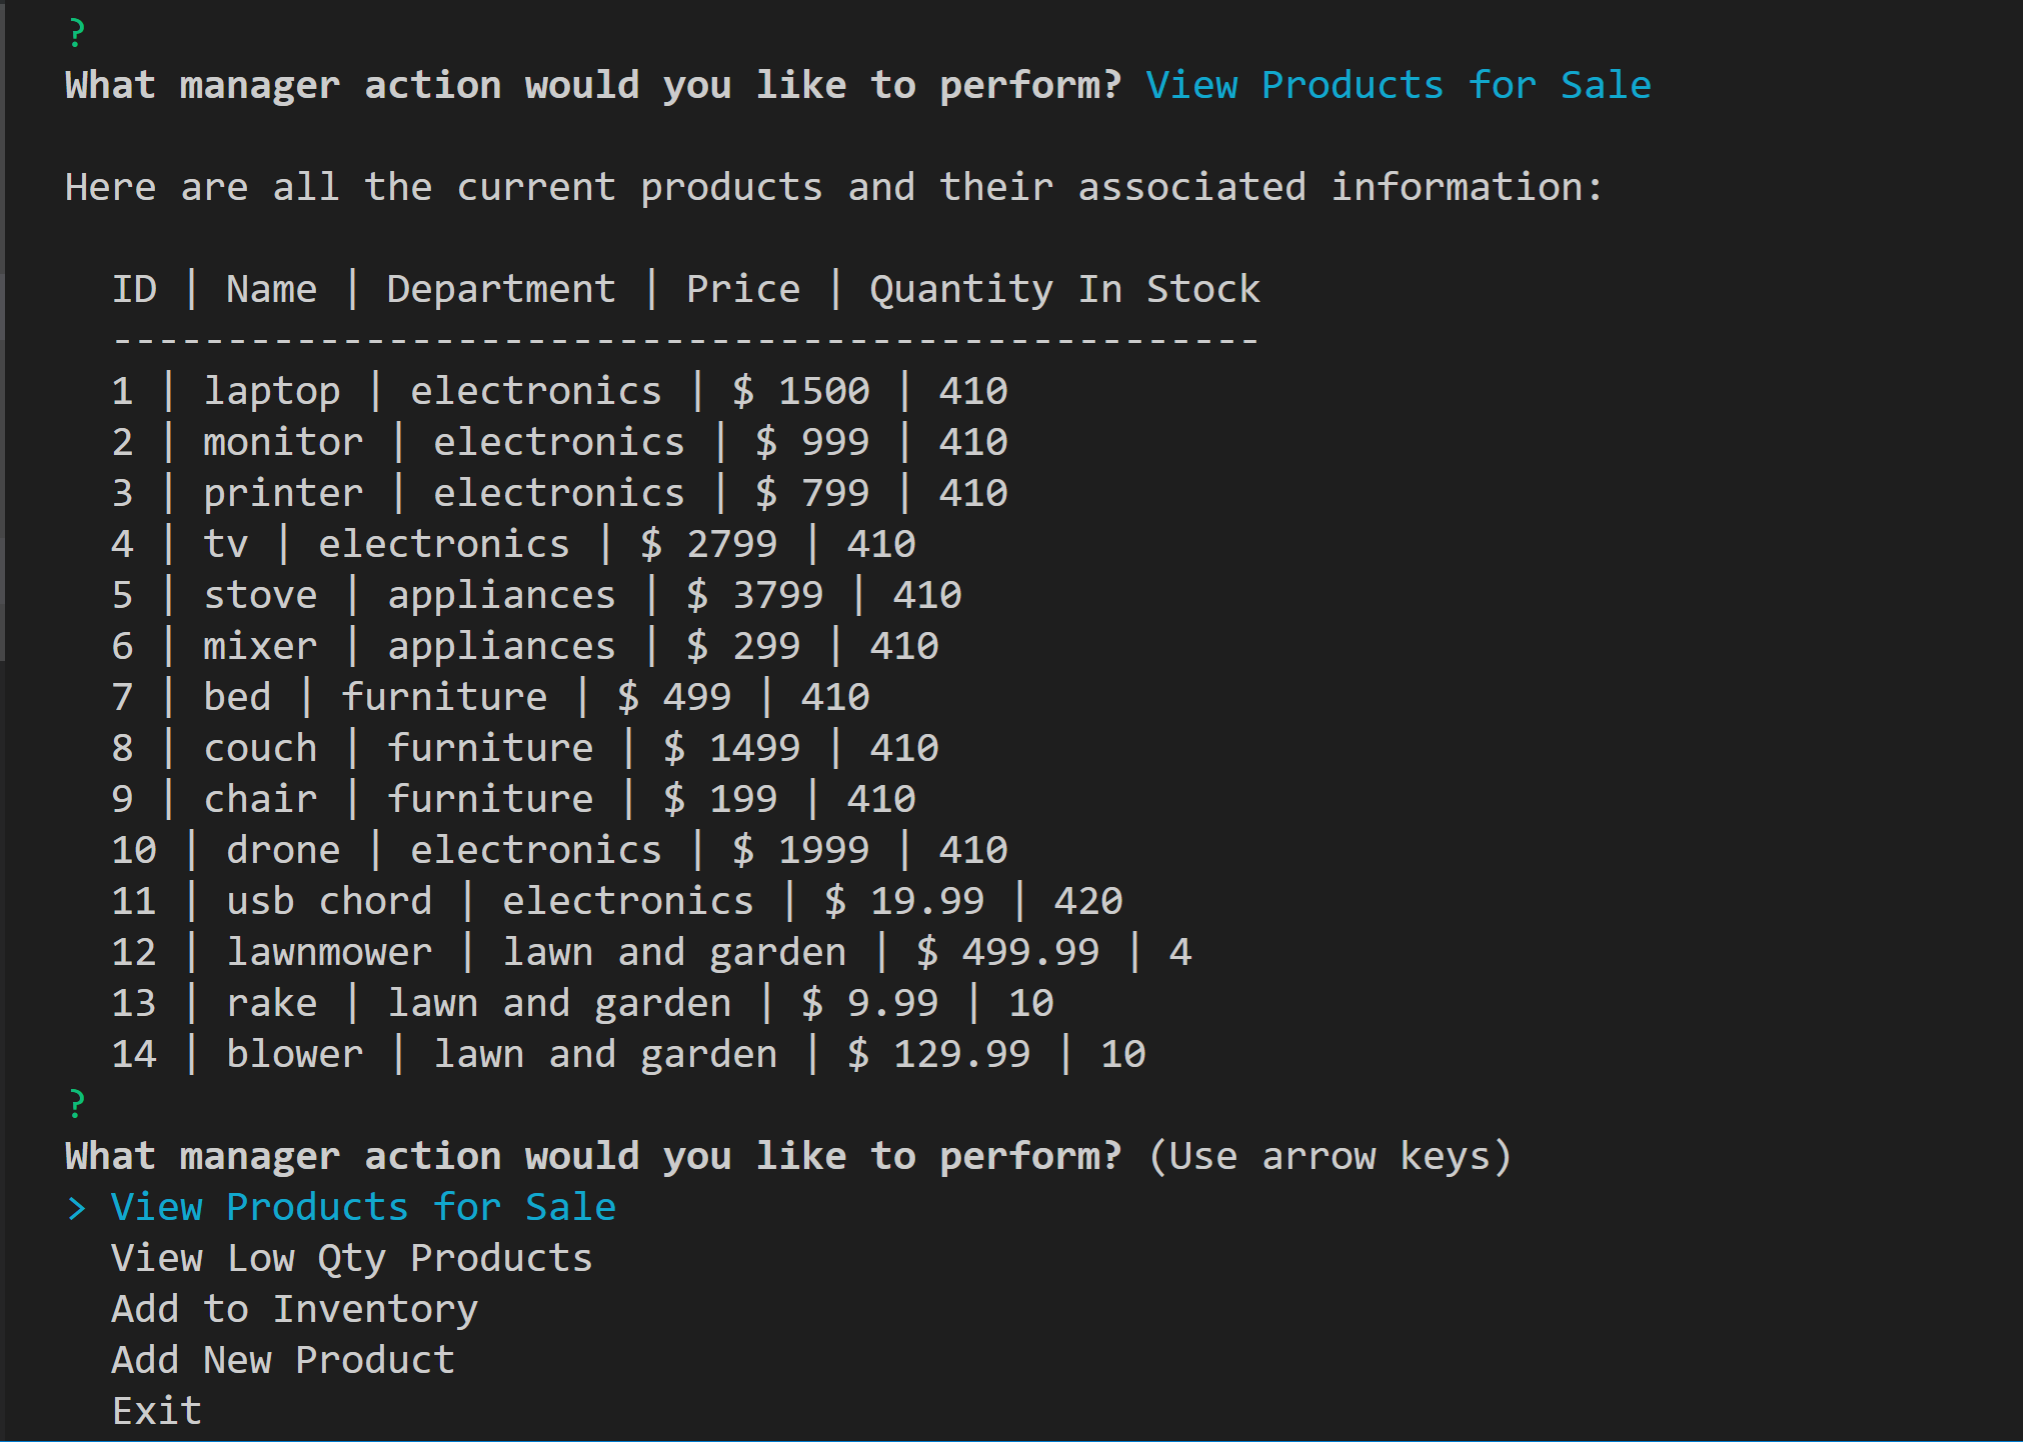 ?
What manager action would you like to perform? View Products for Sale
Here are all the current products and their associated information:
ID | Name | Department | Price | Quantity In Stock
--------------------------------------------------
1 | laptop | electronics | $ 1500 | 410
2 | monitor | electronics | $ 999 | 410
3 | printer | electronics | $ 799 | 410
4 | tv | electronics | $ 2799 | 410
5 | stove | appliances | $ 3799 | 410
6 | mixer | appliances | $ 299 | 410
7 | bed | furniture | $ 499 | 410
8 | couch | furniture | $ 1499 | 410
9 | chair | furniture | $ 199 | 410
10 | drone | electronics | $ 1999 | 410
11 | usb chord | electronics | $ 19.99 | 420
12 | lawnmower | lawn and garden | $ 499.99 | 4
13 | rake | lawn and garden | $ 9.99 | 10
14 | blower | lawn and garden | $ 129.99 | 10
?
What manager action would you like to perform? (Use arrow keys)
> View Products for Sale
View Low Qty Products
Add to Inventory
Add New Product
Exit